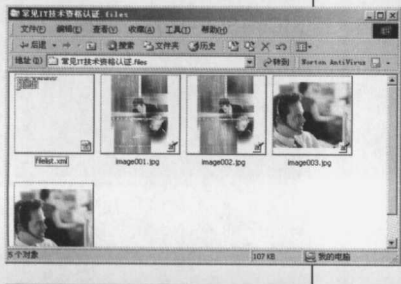 常见IT技术资格认证.files
文件(F) 编辑(E) 查看(V) 收藏(A) 工具(T) 帮助(H)
后退 搜索 文件夹 历史
地址(D) 常见IT技术资格认证.files 转到 Norton AntiVirus
filelist.xml image001.jpg image002.jpg image003.jpg
5 个对象 107 KB 我的电脑